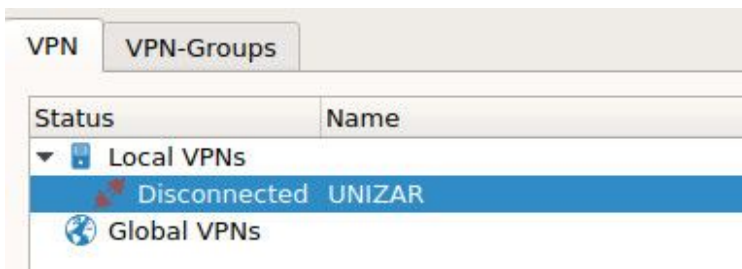 VPN VPN-Groups
Status Name
Local VPNs
Disconnected UNIZAR
Global VPNs